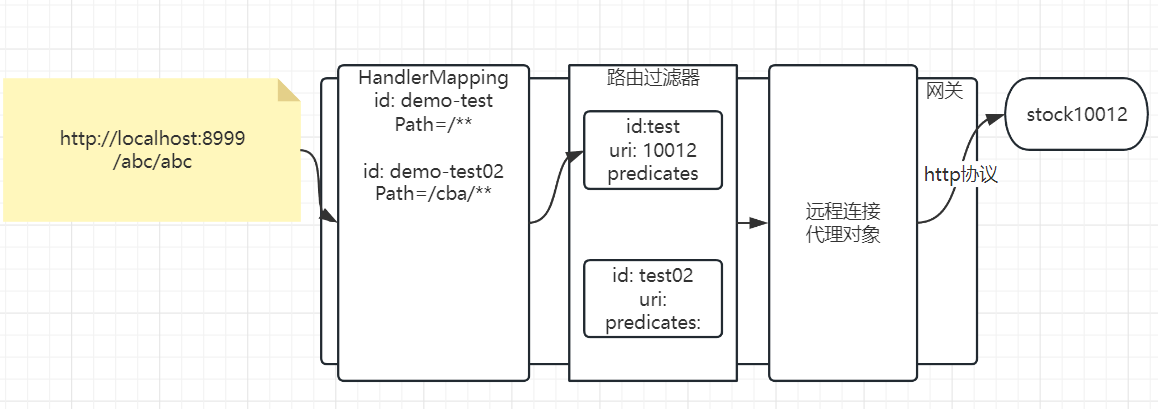 http://localhost:8999
/abc/abc
HandlerMapping
id: demo-test
Path=/**
id: demo-test02
Path=/cba/**
路由过滤器
id:test
uri: 10012
predicates
id: test02
uri:
predicates:
远程连接
代理对象
网关
http协议
stock10012